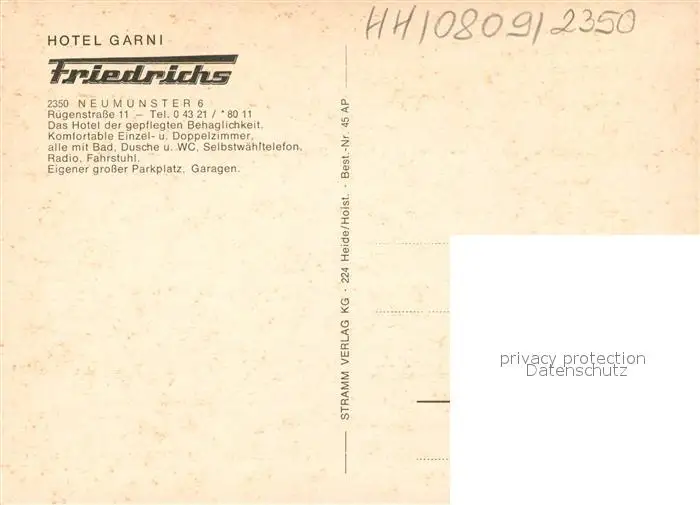 HH/0809/2350
HOTEL GARNI
Friedrichs
2350 NEUMÜNSTER 6
Rügenstraße 11 – Tel. 0 43 21 / *80 11
Das Hotel der gepflegten Behaglichkeit.
Komfortable Einzel- u. Doppelzimmer,
alle mit Bad, Dusche u. WC, Selbstwähltelefon,
Radio, Fahrstuhl.
Eigener großer Parkplatz, Garagen.
STRAMM VERLAG KG · 224 Heide/Holst. · Best.-Nr. 45 AP
privacy protection
Datenschutz